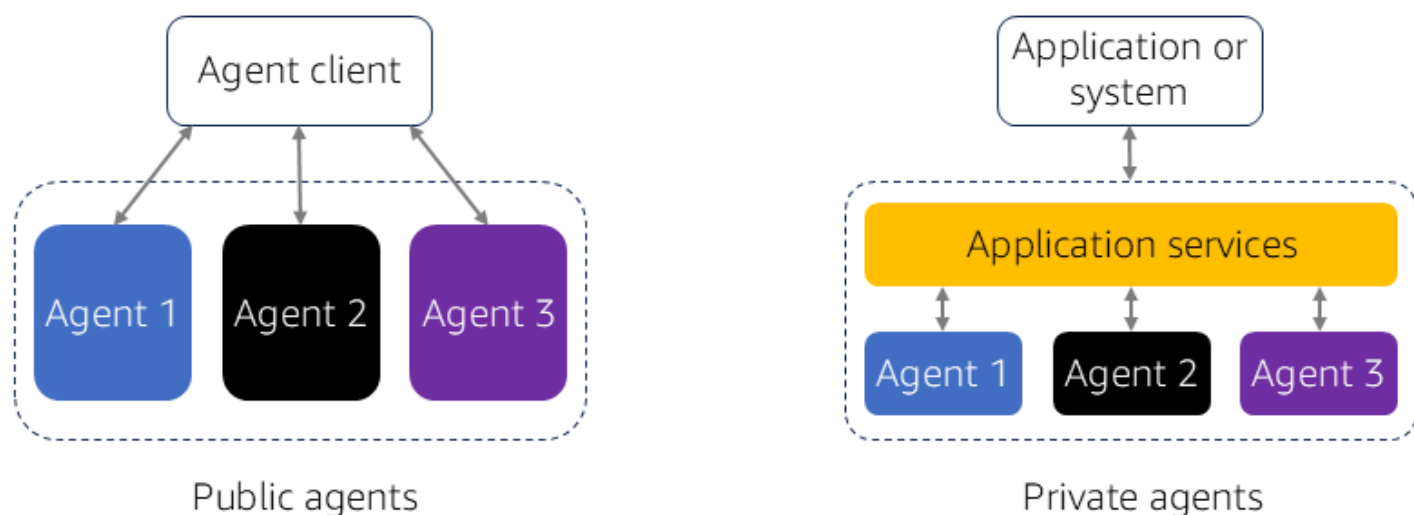 Agent client
Agent 1
Agent 2
Agent 3
Public agents
Application or
system
Application services
Agent 1
Agent 2
Agent 3
Private agents